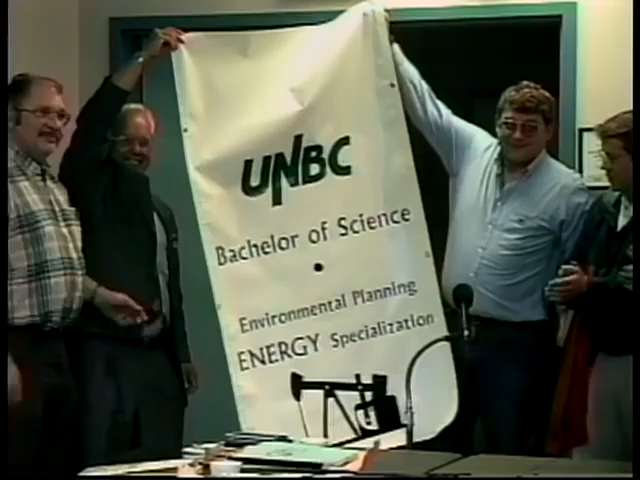 UNBC
Bachelor of Science
•
Environmental Planning
ENERGY Specialization